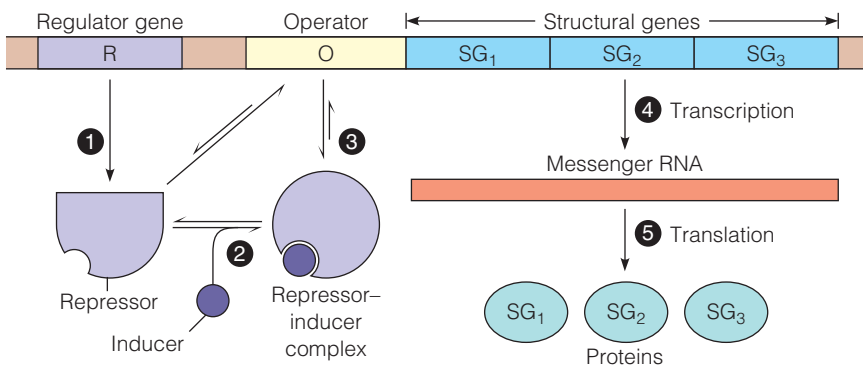 Regulator gene Operator Structural genes
R O SG₁ SG₂ SG₃
1 3 4 Transcription
Messenger RNA
2 5 Translation
Repressor
Inducer
Repressor–
inducer
complex
SG₁ SG₂ SG₃
Proteins